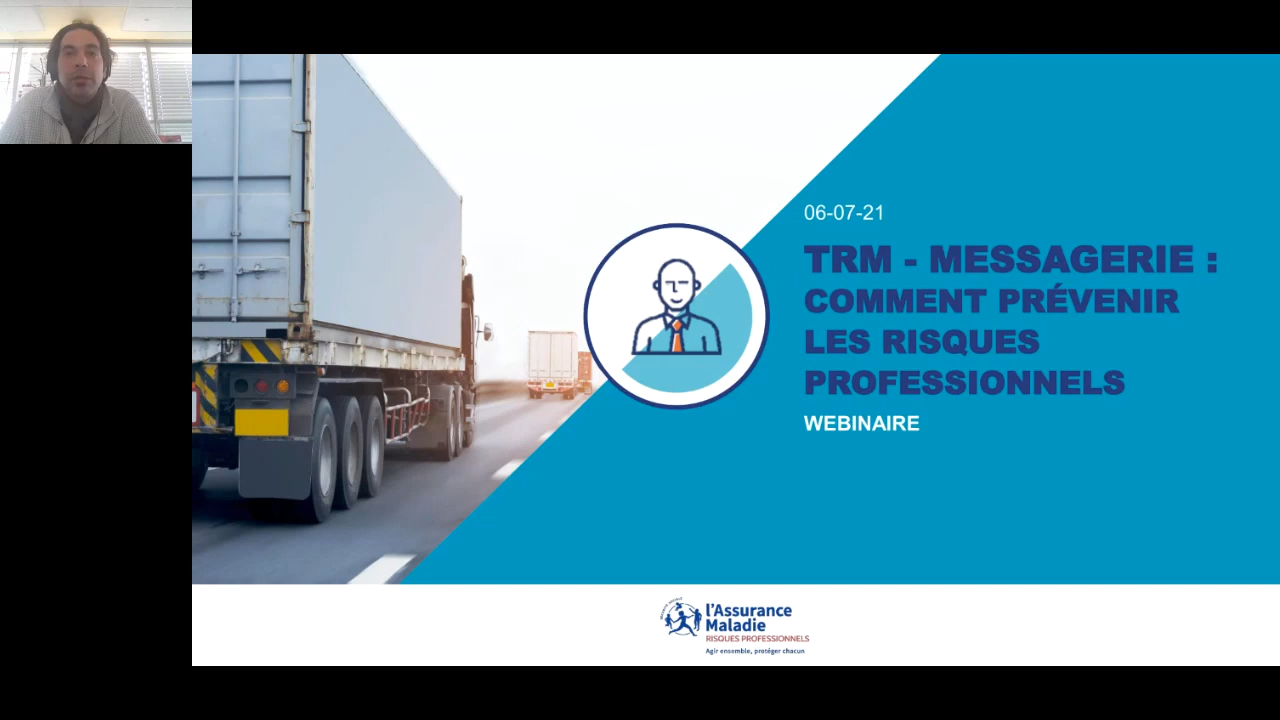 06-07-21
TRM - MESSAGERIE :
COMMENT PRÉVENIR
LES RISQUES
PROFESSIONNELS
WEBINAIRE
l'Assurance
Maladie
RISQUES PROFESSIONNELS
Agir ensemble, protéger chacun